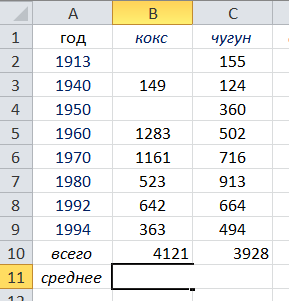 A B C
1 год кокс чугун
2 1913 155
3 1940 149 124
4 1950 360
5 1960 1283 502
6 1970 1161 716
7 1980 523 913
8 1992 642 664
9 1994 363 494
10 всего 4121 3928
11 среднее